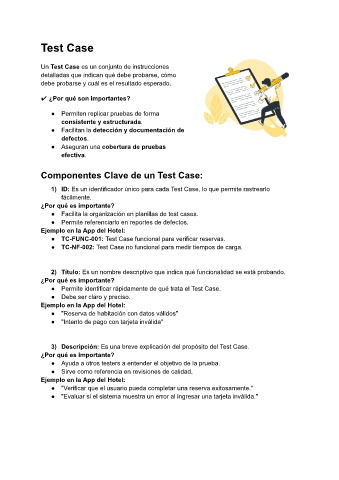 Test Case
Un Test Case es un conjunto de instrucciones
detalladas que indican qué debe probarse, cómo
debe probarse y cuál es el resultado esperado.
✔ ¿Por qué son Importantes?
● Permiten replicar pruebas de forma
consistente y estructurada.
● Facilitan la detección y documentación de
defectos.
● Aseguran una cobertura de pruebas
efectiva.
Componentes Clave de un Test Case:
1) ID: Es un identificador único para cada Test Case, lo que permite rastrearlo
fácilmente.
¿Por qué es importante?
● Facilita la organización en planillas de test cases.
● Permite referenciarlo en reportes de defectos.
Ejemplo en la App del Hotel:
● TC-FUNC-001: Test Case funcional para verificar reservas.
● TC-NF-002: Test Case no funcional para medir tiempos de carga.
2) Título: Es un nombre descriptivo que indica qué funcionalidad se está probando.
¿Por qué es importante?
● Permite identificar rápidamente de qué trata el Test Case.
● Debe ser claro y preciso.
Ejemplo en la App del Hotel:
● "Reserva de habitación con datos válidos"
● "Intento de pago con tarjeta inválida"
3) Descripción: Es una breve explicación del propósito del Test Case.
¿Por qué es importante?
● Ayuda a otros testers a entender el objetivo de la prueba.
● Sirve como referencia en revisiones de calidad.
Ejemplo en la App del Hotel:
● "Verificar que el usuario pueda completar una reserva exitosamente."
● "Evaluar si el sistema muestra un error al ingresar una tarjeta inválida."